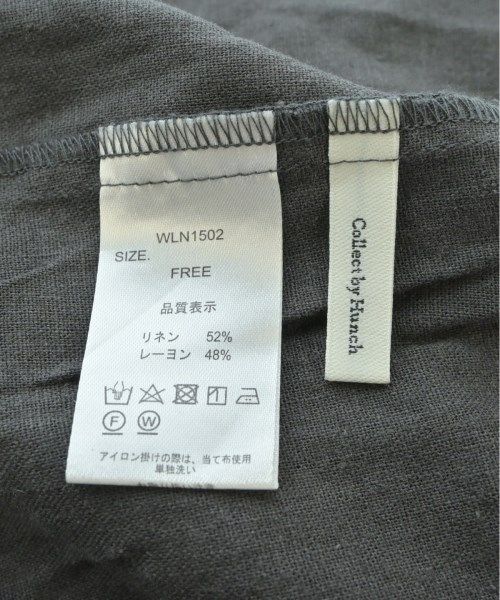 WLN1502
SIZE.
FREE
品質表示
リネン 52%
レーヨン 48%
F W
アイロン掛けの際は、当て布使用
単独洗い
Collect by Hunch